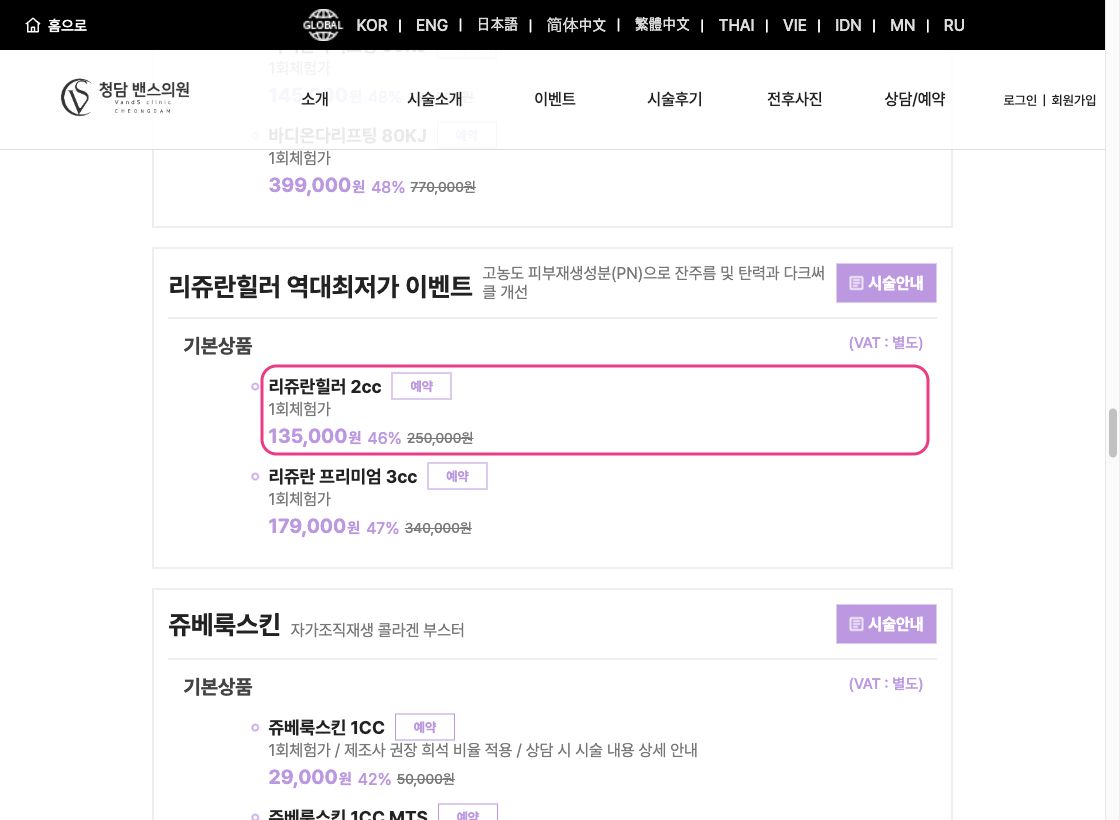 홈으로
GLOBAL KOR | ENG | 日本語 | 简体中文 | 繁體中文 | THAI | VIE | IDN | MN | RU
청담 밴스의원
VandS clinic
CHEONGDAM
소개 시술소개 이벤트 시술후기 전후사진 상담/예약 로그인 | 회원가입
1회체험가
바디온다리프팅 80KJ 예약
1회체험가
399,000원 48% 770,000원
리쥬란힐러 역대최저가 이벤트
고농도 피부재생성분(PN)으로 잔주름 및 탄력과 다크써
클 개선
시술안내
기본상품
(VAT : 별도)
리쥬란힐러 2cc 예약
1회체험가
135,000원 46% 250,000원
리쥬란 프리미엄 3cc 예약
1회체험가
179,000원 47% 340,000원
쥬베룩스킨 자가조직재생 콜라겐 부스터
시술안내
기본상품
(VAT : 별도)
쥬베룩스킨 1CC 예약
1회체험가 / 제조사 권장 희석 비율 적용 / 상담 시 시술 내용 상세 안내
29,000원 42% 50,000원
쥬베룩스킨 1CC MTS 예약